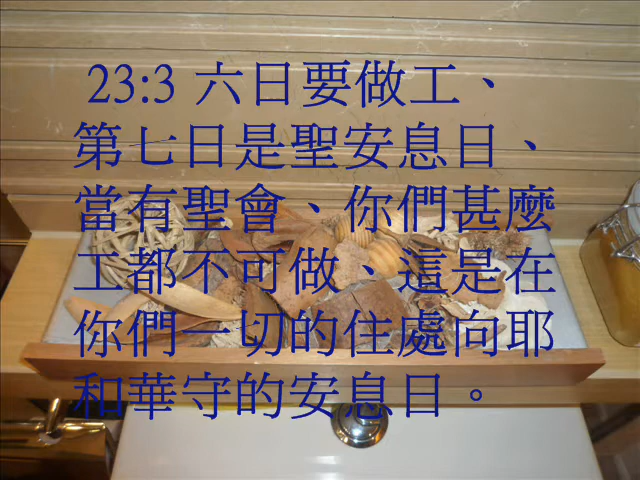 23:3 六日要做工、
第七日是聖安息日、
當有聖會、你們甚麼
工都不可做、這是在
你們一切的住處向耶
和華守的安息日。